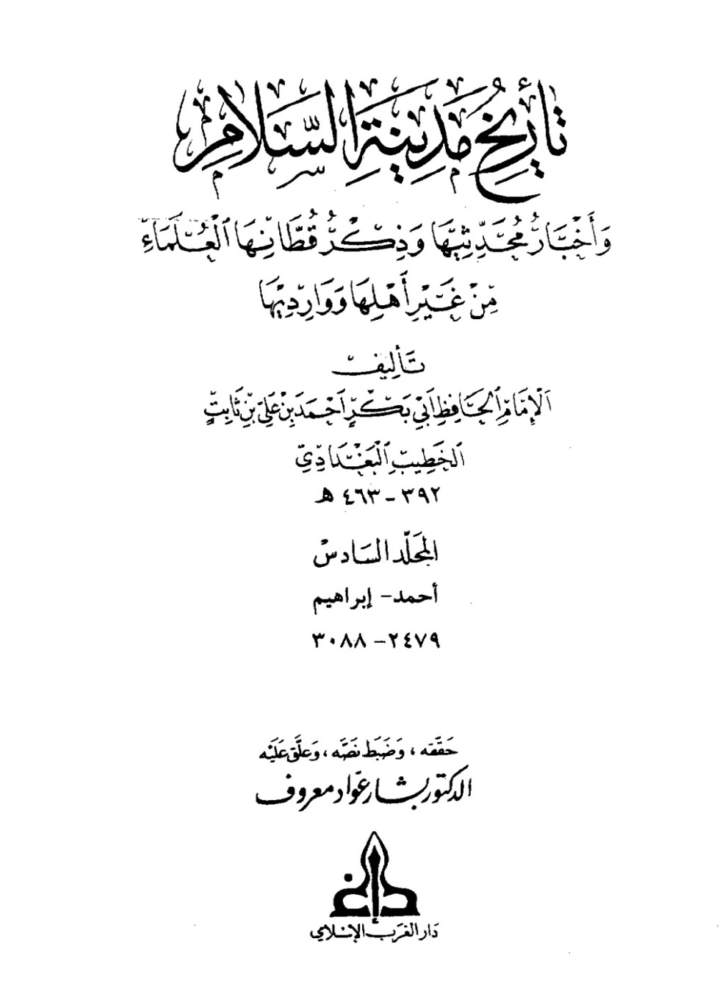 تأريخ مدينة السلام
وأخبار محدثيها وذكر قطانها العلماء
من غير أهلها ووارديها
تأليف
الإمام الحافظ أبي بكر أحمد بن علي بن ثابت
الخطيب البغدادي
٣٩٢ - ٤٦٣ هـ
المجلد السادس
أحمد - إبراهيم
٢٤٧٩ - ٣٠٨٨
حققه، وضبط نصه، وعلق عليه
الدكتور بشار عواد معروف
دار الغرب الإسلامي